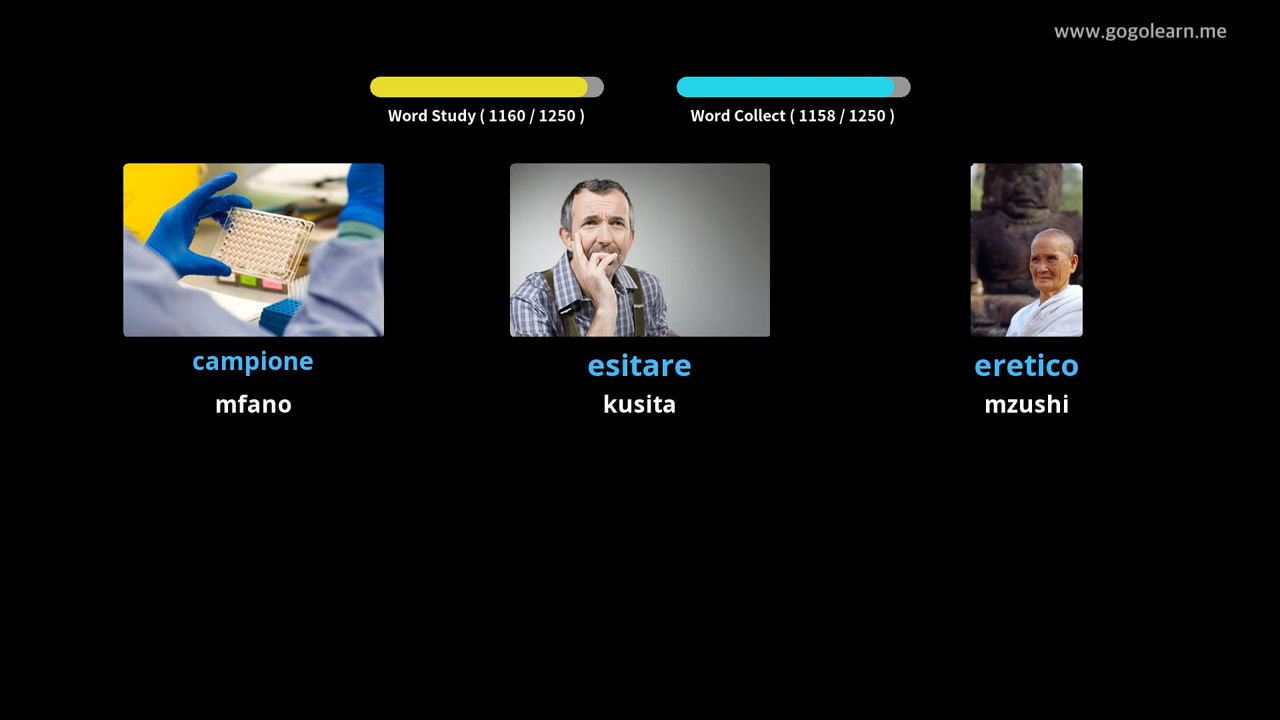 www.gogolearn.me
Word Study ( 1160 / 1250 )
Word Collect ( 1158 / 1250 )
campione
mfano
esitare
kusita
eretico
mzushi